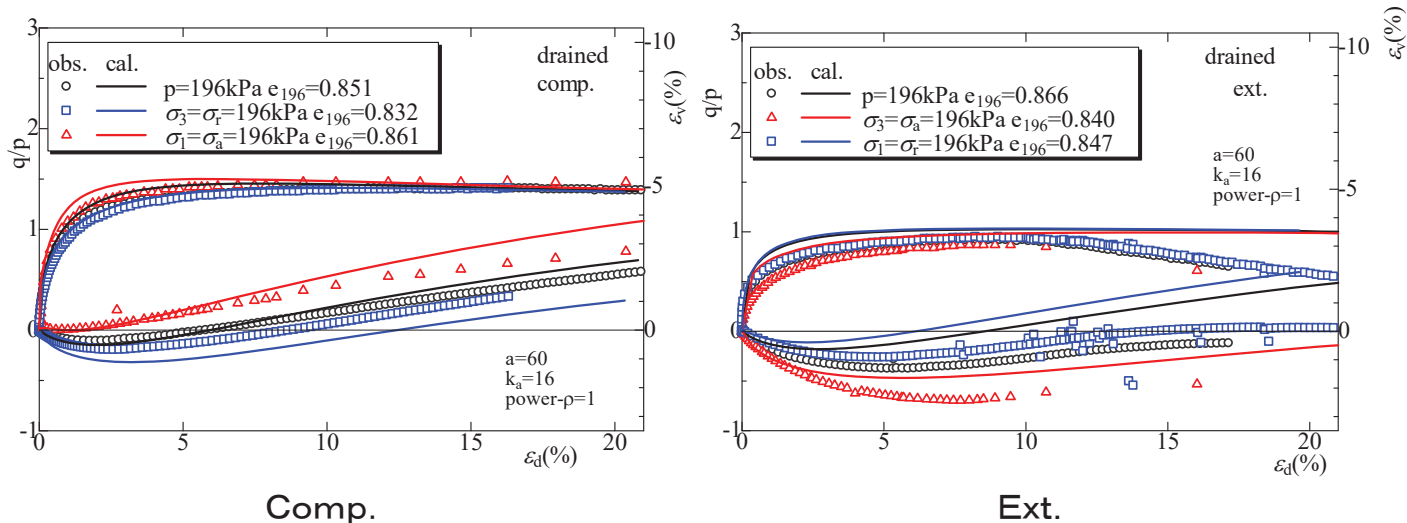 3
2
1
0
-1
q/p
obs. cal.
p=196kPa e196=0.851
σ3=σr=196kPa e196=0.832
σ1=σa=196kPa e196=0.861
drained
comp.
-10
5
0
εv(%)
a=60
ka=16
power-ρ=1
0 5 10 15 20
εd(%)
Comp.
3
2
1
0
-1
q/p
obs. cal.
p=196kPa e196=0.866
σ3=σa=196kPa e196=0.840
σ1=σr=196kPa e196=0.847
drained
ext.
-10
5
0
εv(%)
a=60
ka=16
power-ρ=1
0 5 10 15 20
εd(%)
Ext.